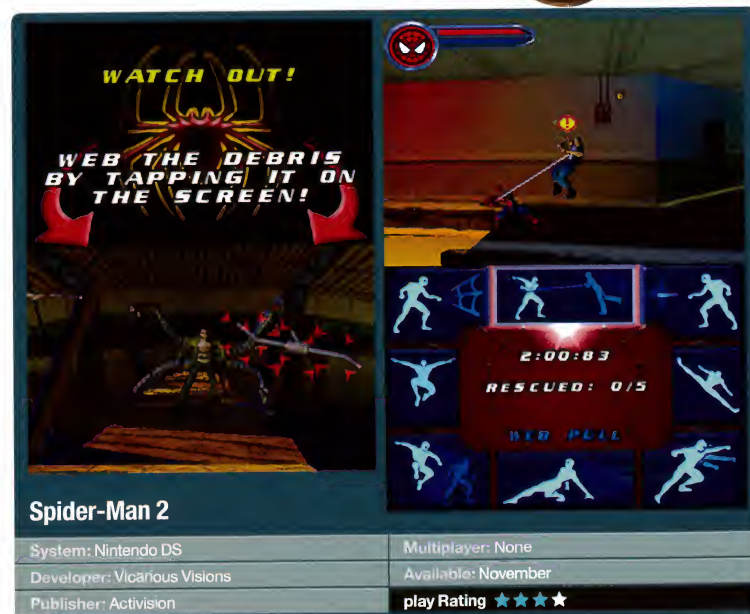 WATCH OUT!
WEB THE DEBRIS
BY TAPPING IT ON
THE SCREEN!
2:00:83
RESCUED: 0/5
WEB PULL
Spider-Man 2
System: Nintendo DS
Developer: Vicarious Visions
Publisher: Activision
Multiplayer: None
Available: November
play Rating